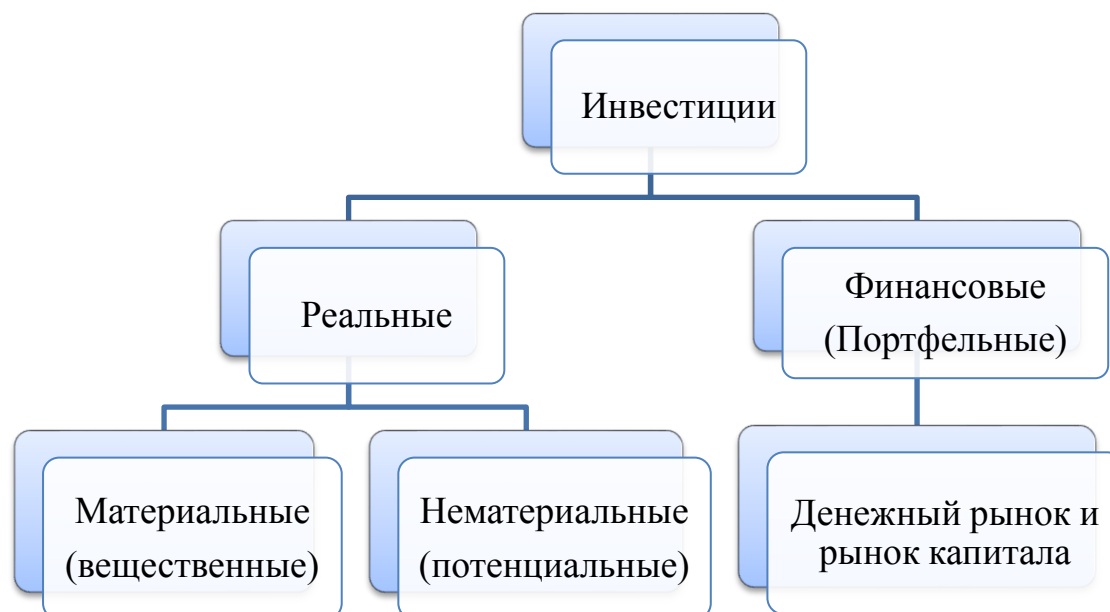 Инвестиции
Реальные
Финансовые
(Портфельные)
Материальные
(вещественные)
Нематериальные
(потенциальные)
Денежный рынок и
рынок капитала